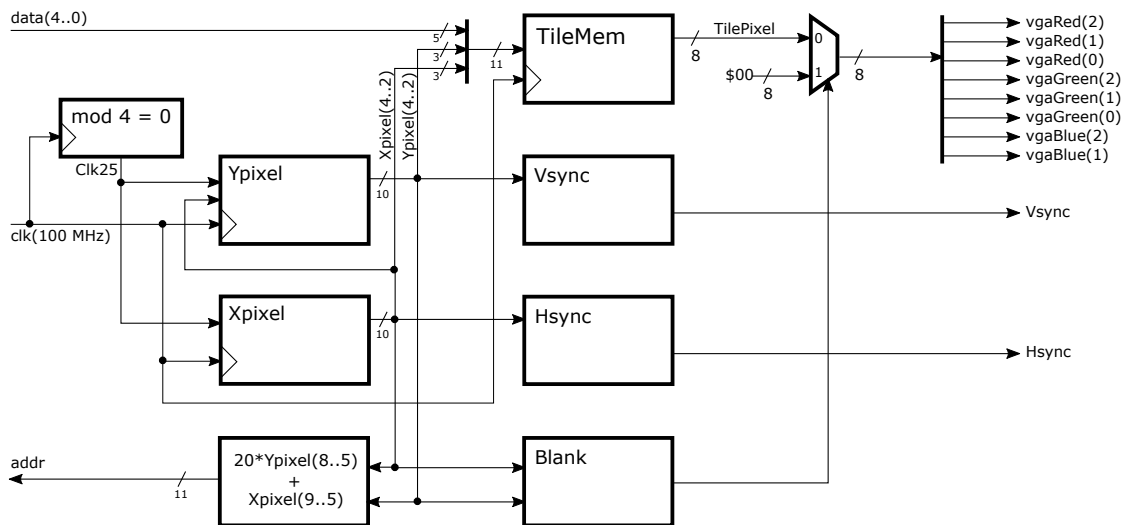 data(4..0)
5
3
3
11
TileMem
8
TilePixel
$00
8
0
1
8
vgaRed(2)
vgaRed(1)
vgaRed(0)
vgaGreen(2)
vgaGreen(1)
vgaGreen(0)
vgaBlue(2)
vgaBlue(1)
mod 4 = 0
Clk25
Xpixel(4..2)
Ypixel(4..2)
Ypixel
10
Vsync
Vsync
clk(100 MHz)
Xpixel
10
Hsync
Hsync
addr
11
20*Ypixel(8..5)
+
Xpixel(9..5)
Blank